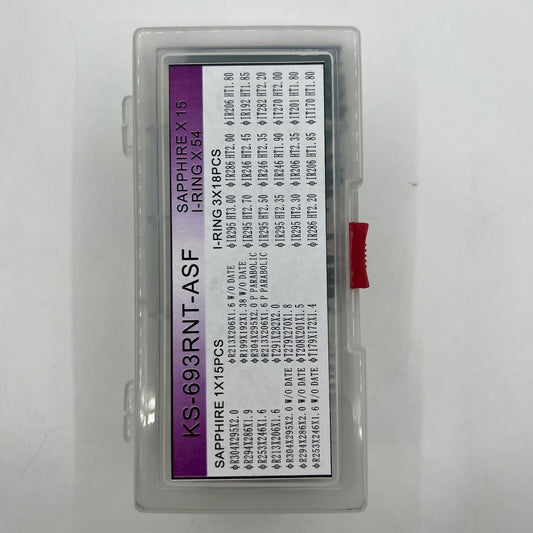 KS-693RNT-ASF
SAPPHIRE X 15
I-RING X 54
SAPPHIRE 1X15PCS
ΦR304X295X2.0
ΦR294X286X1.9
ΦR253X246X1.6
ΦR213X206X1.6
ΦR304X295X2.0 W/O DATE
ΦR294X286X2.0 W/O DATE
ΦR253X246X1.6 W/O DATE
ΦR213X206X1.6 W/O DATE
ΦR199X192X1.38 W/O DATE
ΦR304X295X2.0 P PARABOLIC
ΦR213X206X1.6 P PARABOLIC
ΦT291X282X2.0
ΦT279X270X1.8
ΦT208X201X1.5
ΦT179X172X1.4
I-RING 3X18PCS
ΦIR295 HT3.00
ΦIR295 HT2.70
ΦIR295 HT2.50
ΦIR295 HT2.35
ΦIR295 HT2.30
ΦIR286 HT2.20
ΦIR286 HT2.00
ΦIR246 HT2.45
ΦIR246 HT2.35
ΦIR246 HT1.90
ΦIR206 HT2.35
ΦIR206 HT1.85
ΦIR206 HT1.80
ΦIR192 HT1.85
ΦIT282 HT2.20
ΦIT270 HT2.00
ΦIT201 HT1.80
ΦIT170 HT1.80